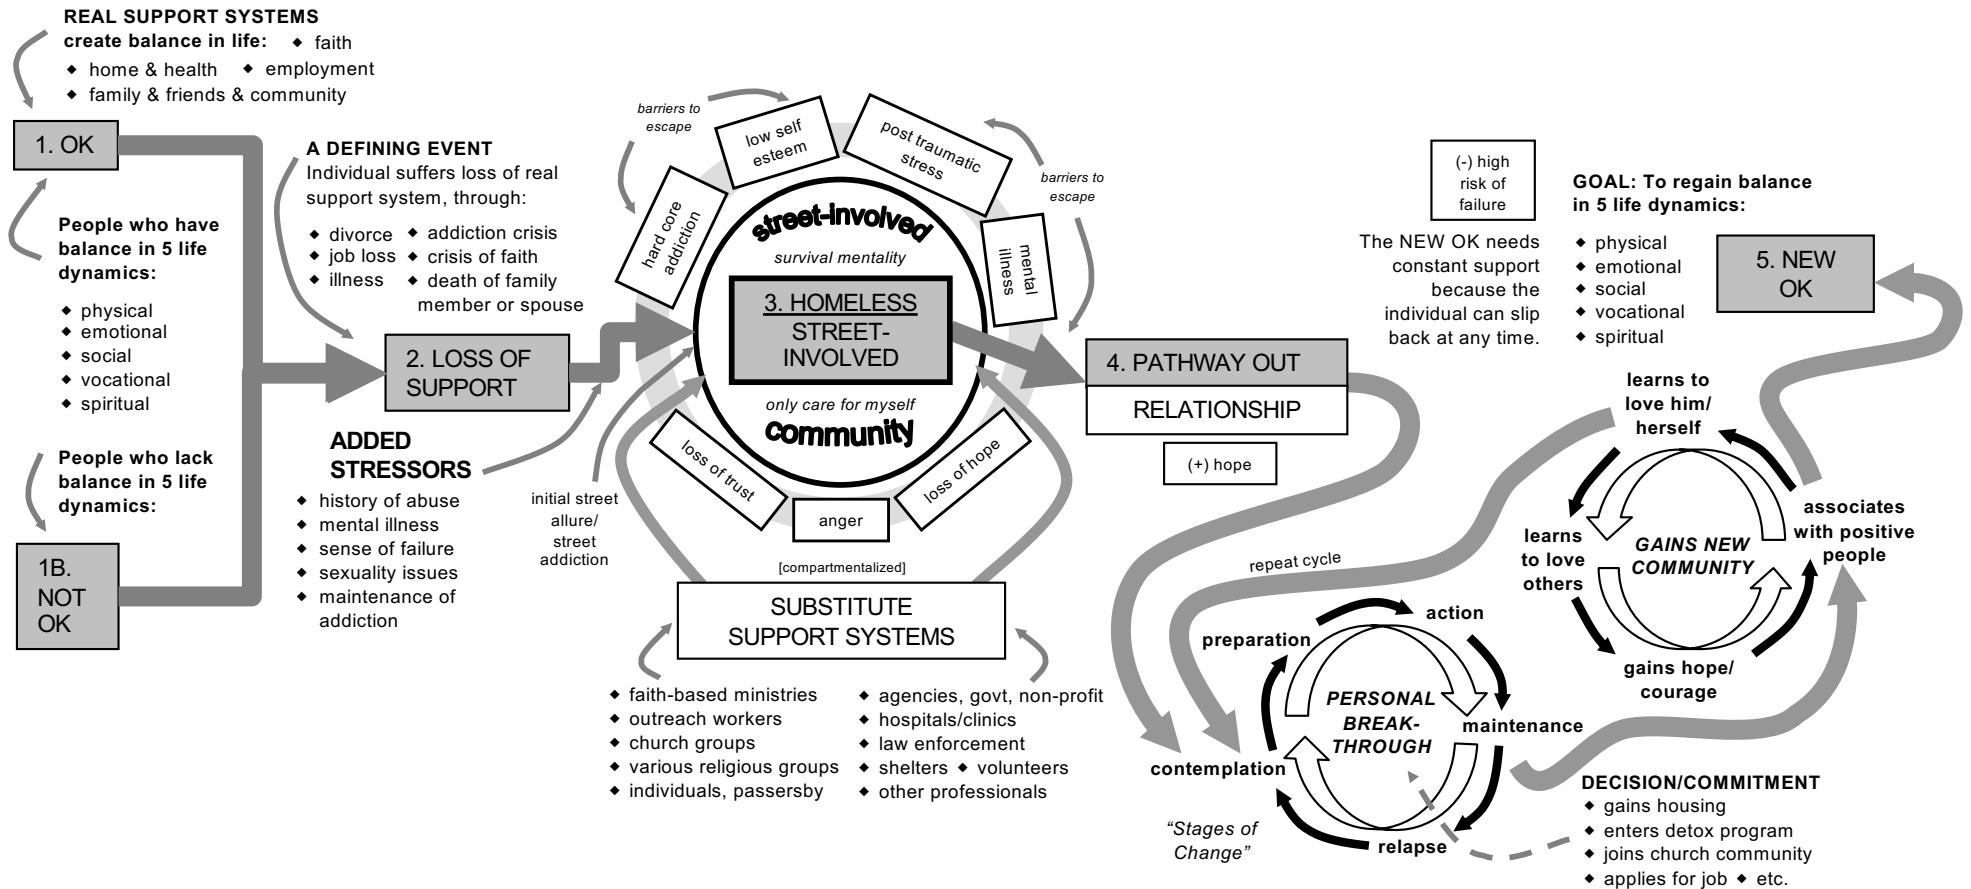 REAL SUPPORT SYSTEMS
create balance in life: ◆ faith
◆ home & health ◆ employment
◆ family & friends & community
1. OK
People who have
balance in 5 life
dynamics:
◆ physical
◆ emotional
◆ social
◆ vocational
◆ spiritual
People who lack
balance in 5 life
dynamics:
1B.
NOT
OK
A DEFINING EVENT
Individual suffers loss of real
support system, through:
◆ divorce
◆ job loss
◆ illness
◆ addiction crisis
◆ crisis of faith
◆ death of family
member or spouse
2. LOSS OF
SUPPORT
ADDED
STRESSORS
◆ history of abuse
◆ mental illness
◆ sense of failure
◆ sexuality issues
◆ maintenance of
addiction
initial street
allure/
street
addiction
barriers to
escape
hard core
addiction
low self
esteem
post traumatic
stress
mental
illness
barriers to
escape
street-involved
survival mentality
3. HOMELESS
STREET-
INVOLVED
only care for myself
community
loss of trust
anger
loss of hope
[compartmentalized]
SUBSTITUTE
SUPPORT SYSTEMS
◆ faith-based ministries
◆ outreach workers
◆ church groups
◆ various religious groups
◆ individuals, passersby
◆ agencies, govt, non-profit
◆ hospitals/clinics
◆ law enforcement
◆ shelters ◆ volunteers
◆ other professionals
4. PATHWAY OUT
RELATIONSHIP
(+) hope
repeat cycle
preparation
action
maintenance
relapse
contemplation
PERSONAL
BREAK-
THROUGH
“Stages of
Change”
DECISION/COMMITMENT
◆ gains housing
◆ enters detox program
◆ joins church community
◆ applies for job ◆ etc.
learns to
love him/
herself
learns
to love
others
gains hope/
courage
associates
with positive
people
GAINS NEW
COMMUNITY
(-) high
risk of
failure
The NEW OK needs
constant support
because the
individual can slip
back at any time.
GOAL: To regain balance
in 5 life dynamics:
◆ physical
◆ emotional
◆ social
◆ vocational
◆ spiritual
5. NEW
OK